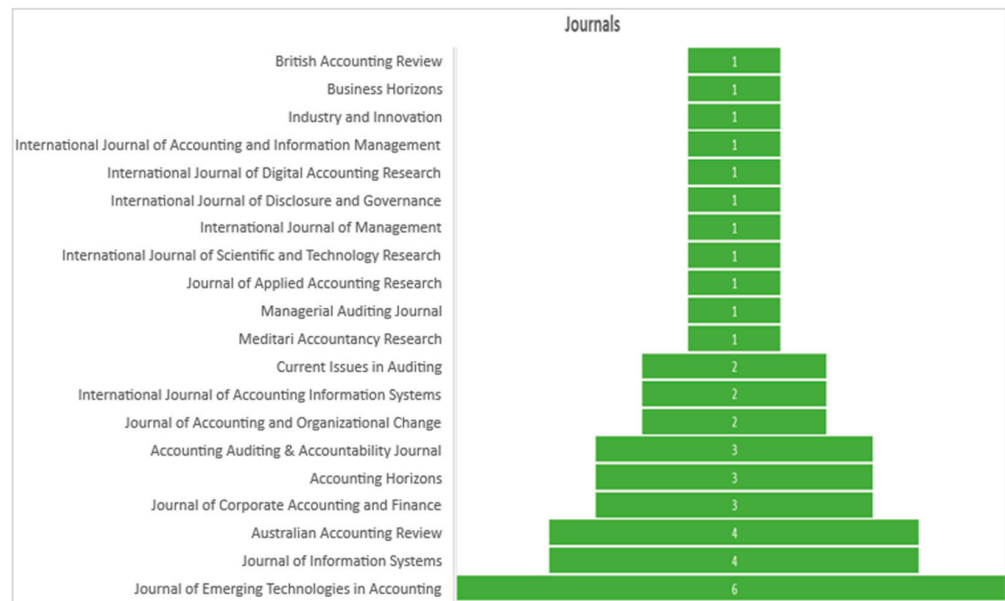 Journals
British Accounting Review 1
Business Horizons 1
Industry and Innovation 1
International Journal of Accounting and Information Management 1
International Journal of Digital Accounting Research 1
International Journal of Disclosure and Governance 1
International Journal of Management 1
International Journal of Scientific and Technology Research 1
Journal of Applied Accounting Research 1
Managerial Auditing Journal 1
Meditari Accountancy Research 1
Current Issues in Auditing 2
International Journal of Accounting Information Systems 2
Journal of Accounting and Organizational Change 2
Accounting Auditing & Accountability Journal 3
Accounting Horizons 3
Journal of Corporate Accounting and Finance 3
Australian Accounting Review 4
Journal of Information Systems 4
Journal of Emerging Technologies in Accounting 6